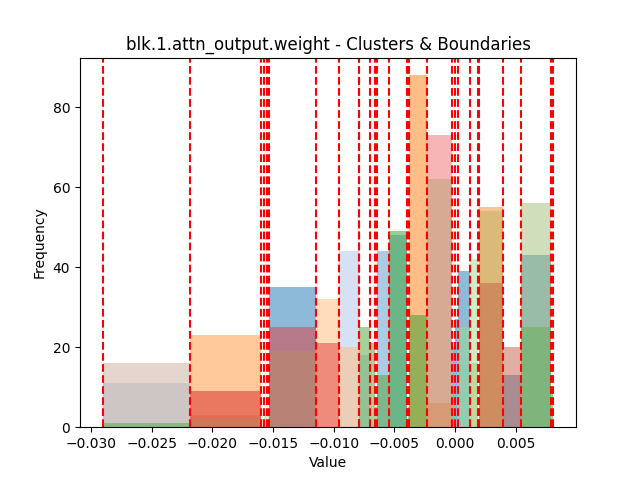 blk.1.attn_output.weight - Clusters & Boundaries
80
60
40
20
0
Frequency
−0.030 −0.025 −0.020 −0.015 −0.010 −0.005 0.000 0.005
Value